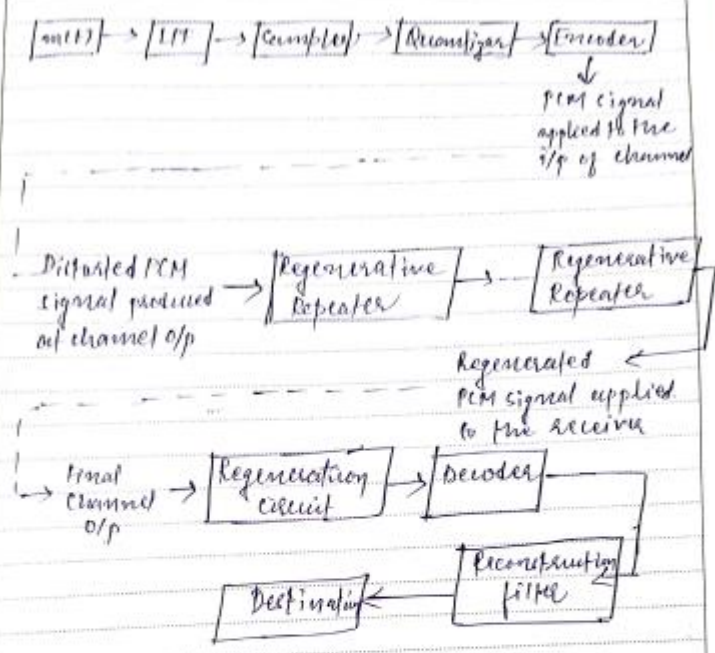 m(t) → LPF → Sampler → Quantizer → Encoder
PCM signal
applied to the
i/p of channel
Distorted PCM
signal produced
at channel o/p
Regenerative
Repeater
Regenerative
Repeater
Regenerated
PCM signal applied
to the receiver
Final
Channel
O/p
Regeneration
circuit
Decoder
Reconstruction
filter
Destination